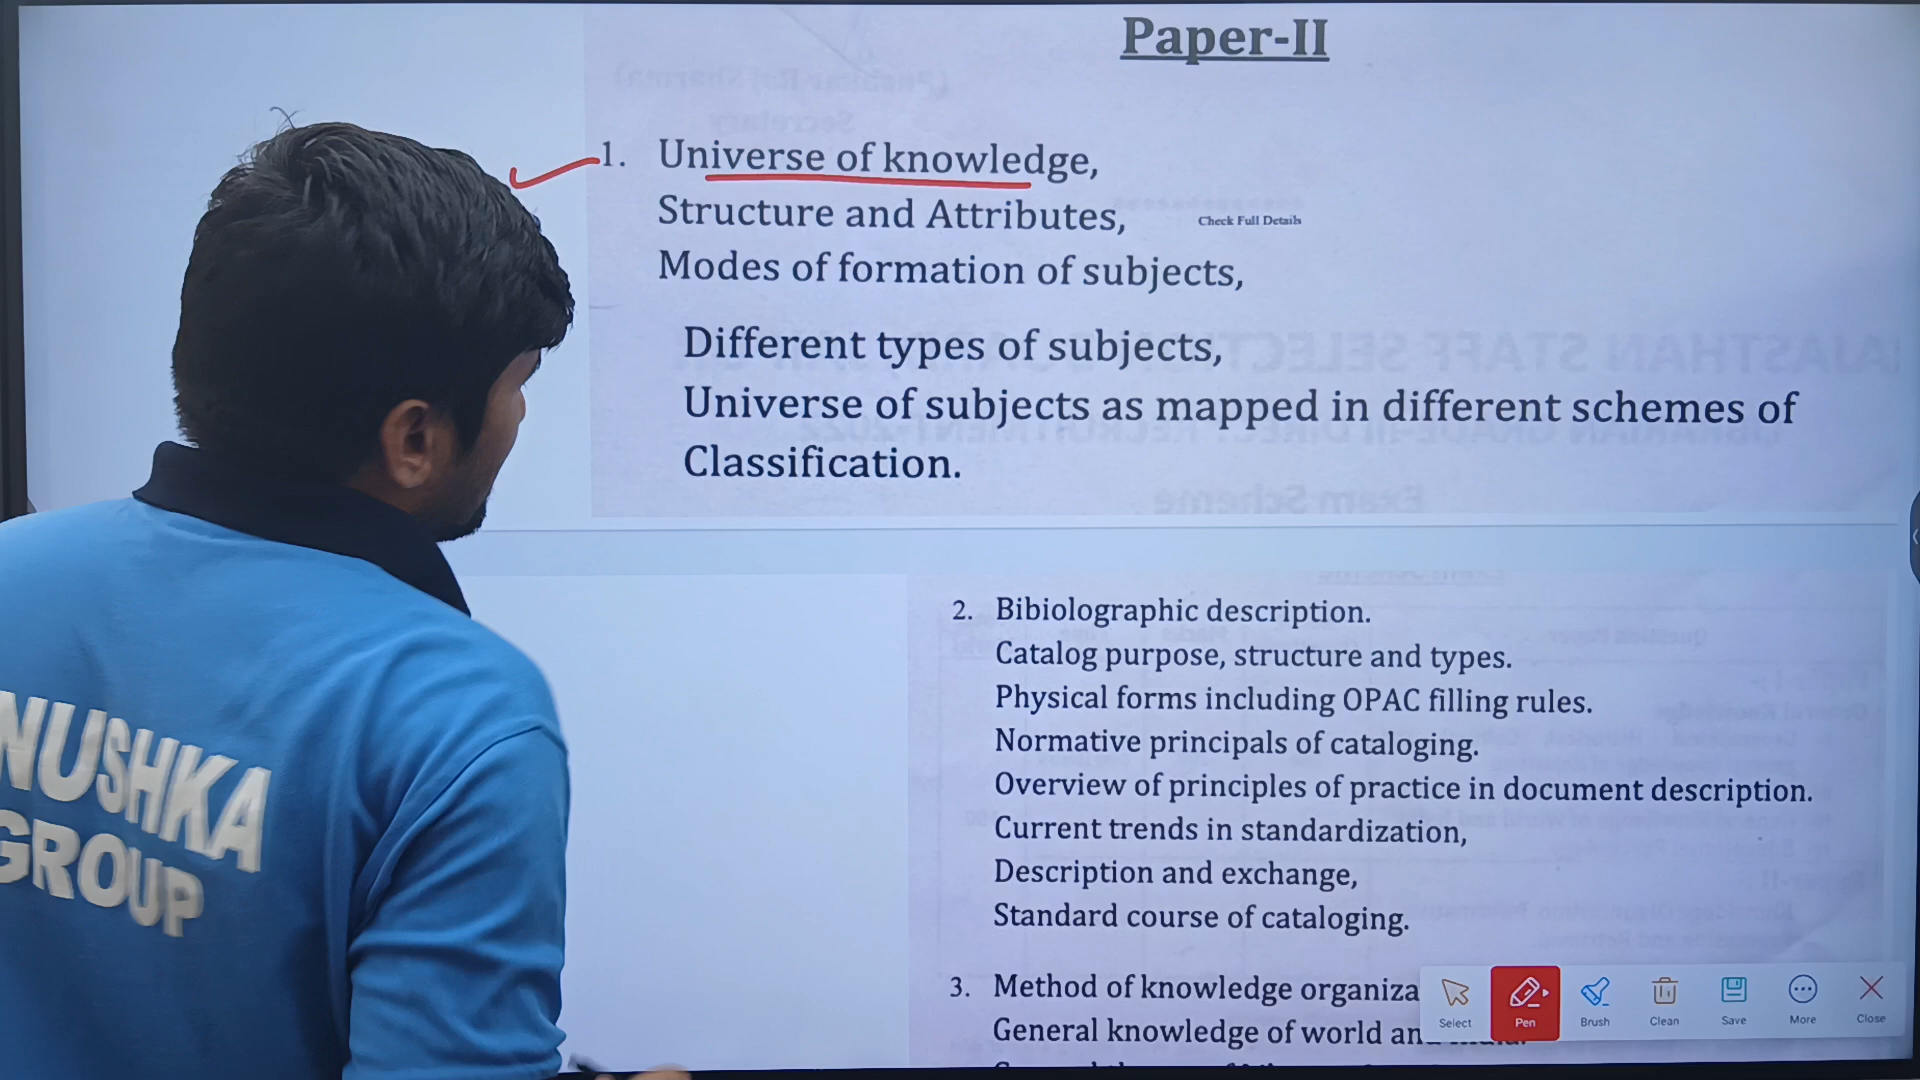 Paper-II
1. Universe of knowledge,
Structure and Attributes,
Check Full Details
Modes of formation of subjects,
Different types of subjects,
Universe of subjects as mapped in different schemes of
Classification.
2. Bibiolographic description.
Catalog purpose, structure and types.
Physical forms including OPAC filling rules.
Normative principals of cataloging.
Overview of principles of practice in document description.
Current trends in standardization,
Description and exchange,
Standard course of cataloging.
3. Method of knowledge organiza
General knowledge of world an
NUSHKA
GROUP
Select
Pen
Brush
Clean
Save
More
Close